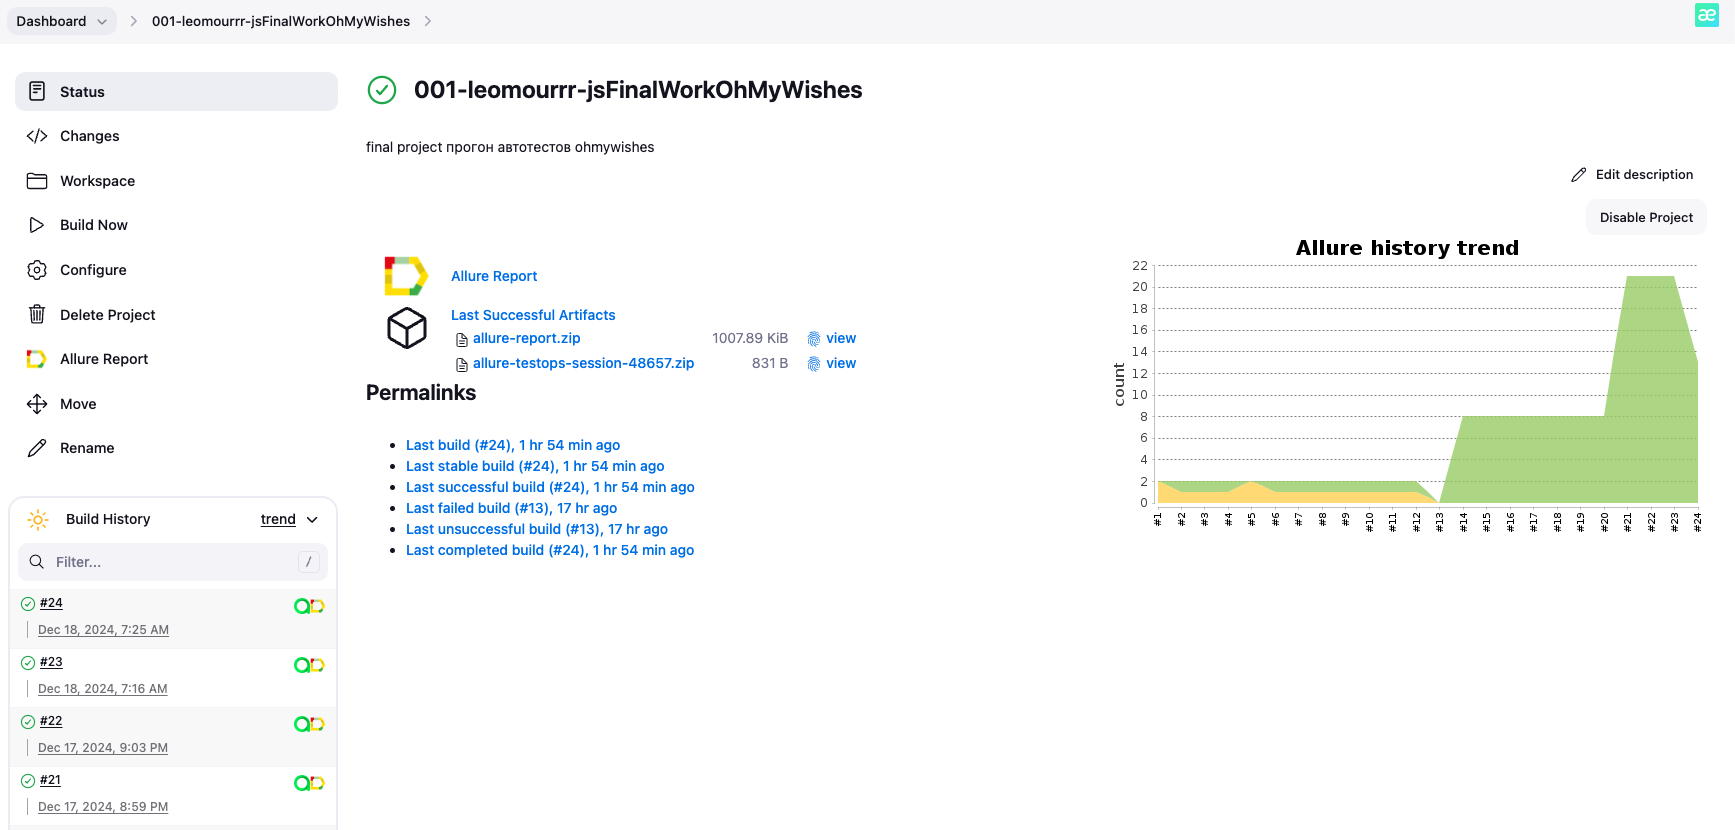 Dashboard
001-leomourrr-jsFinalWorkOhMyWishes
æ
Status
Changes
Workspace
Build Now
Configure
Delete Project
Allure Report
Move
Rename
Build History
trend
Filter...
/
#24
Dec 18, 2024, 7:25 AM
#23
Dec 18, 2024, 7:16 AM
#22
Dec 17, 2024, 9:03 PM
#21
Dec 17, 2024, 8:59 PM
001-leomourrr-jsFinalWorkOhMyWishes
final project прогон автотестов ohmywishes
Edit description
Disable Project
Allure Report
Last Successful Artifacts
allure-report.zip 1007.89 KiB view
allure-testops-session-48657.zip 831 B view
Permalinks
Last build (#24), 1 hr 54 min ago
Last stable build (#24), 1 hr 54 min ago
Last successful build (#24), 1 hr 54 min ago
Last failed build (#13), 17 hr ago
Last unsuccessful build (#13), 17 hr ago
Last completed build (#24), 1 hr 54 min ago
Allure history trend
count
22
20
18
16
14
12
10
8
6
4
2
0
#1 #2 #3 #4 #5 #6 #7 #8 #9 #10 #11 #12 #13 #14 #15 #16 #17 #18 #19 #20 #21 #22 #23 #24